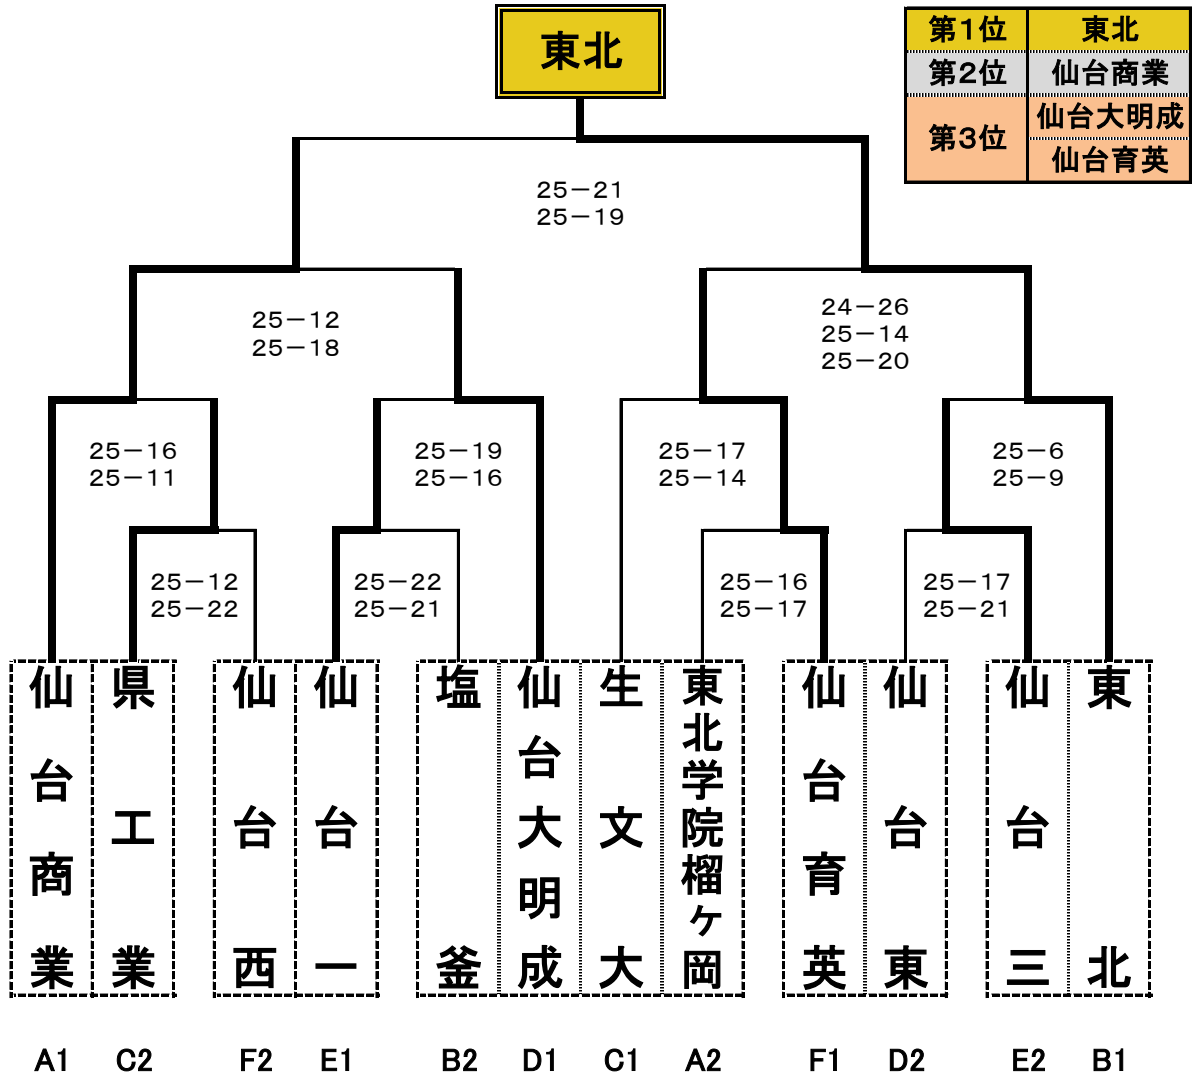 東北
第1位 東北
第2位 仙台商業
第3位 仙台大明成
仙台育英
25－21
25－19
25－12
25－18
24－26
25－14
25－20
25－16
25－11
25－19
25－16
25－17
25－14
25－6
25－9
25－12
25－22
25－22
25－21
25－16
25－17
25－17
25－21
仙台商業
県工業
仙台西
仙台一
塩釜
仙台大明成
生文大
東北学院榴ヶ岡
仙台育英
仙台東
仙台三
東北
A1 C2 F2 E1 B2 D1 C1 A2 F1 D2 E2 B1